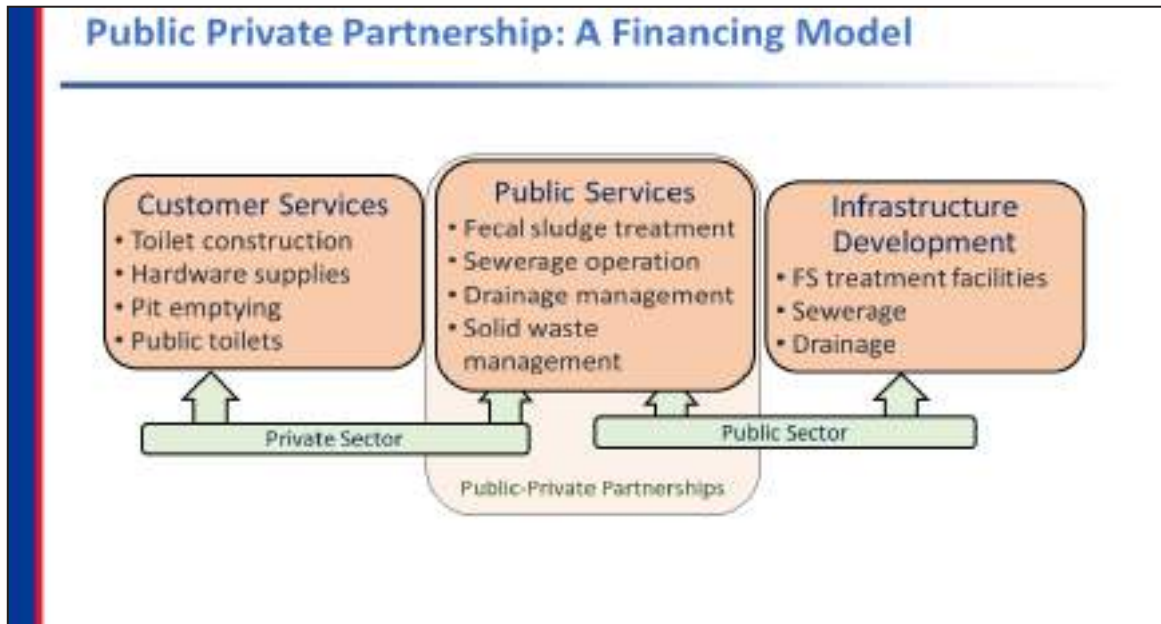 Public Private Partnership: A Financing Model
Customer Services
• Toilet construction
• Hardware supplies
• Pit emptying
• Public toilets
Public Services
• Fecal sludge treatment
• Sewerage operation
• Drainage management
• Solid waste
management
Infrastructure
Development
• FS treatment facilities
• Sewerage
• Drainage
Private Sector
Public Sector
Public-Private Partnerships